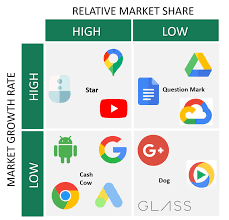 RELATIVE MARKET SHARE
HIGH
LOW
MARKET GROWTH RATE
HIGH
Star
Question Mark
LOW
Cash
Cow
G+
Dog
GLASS